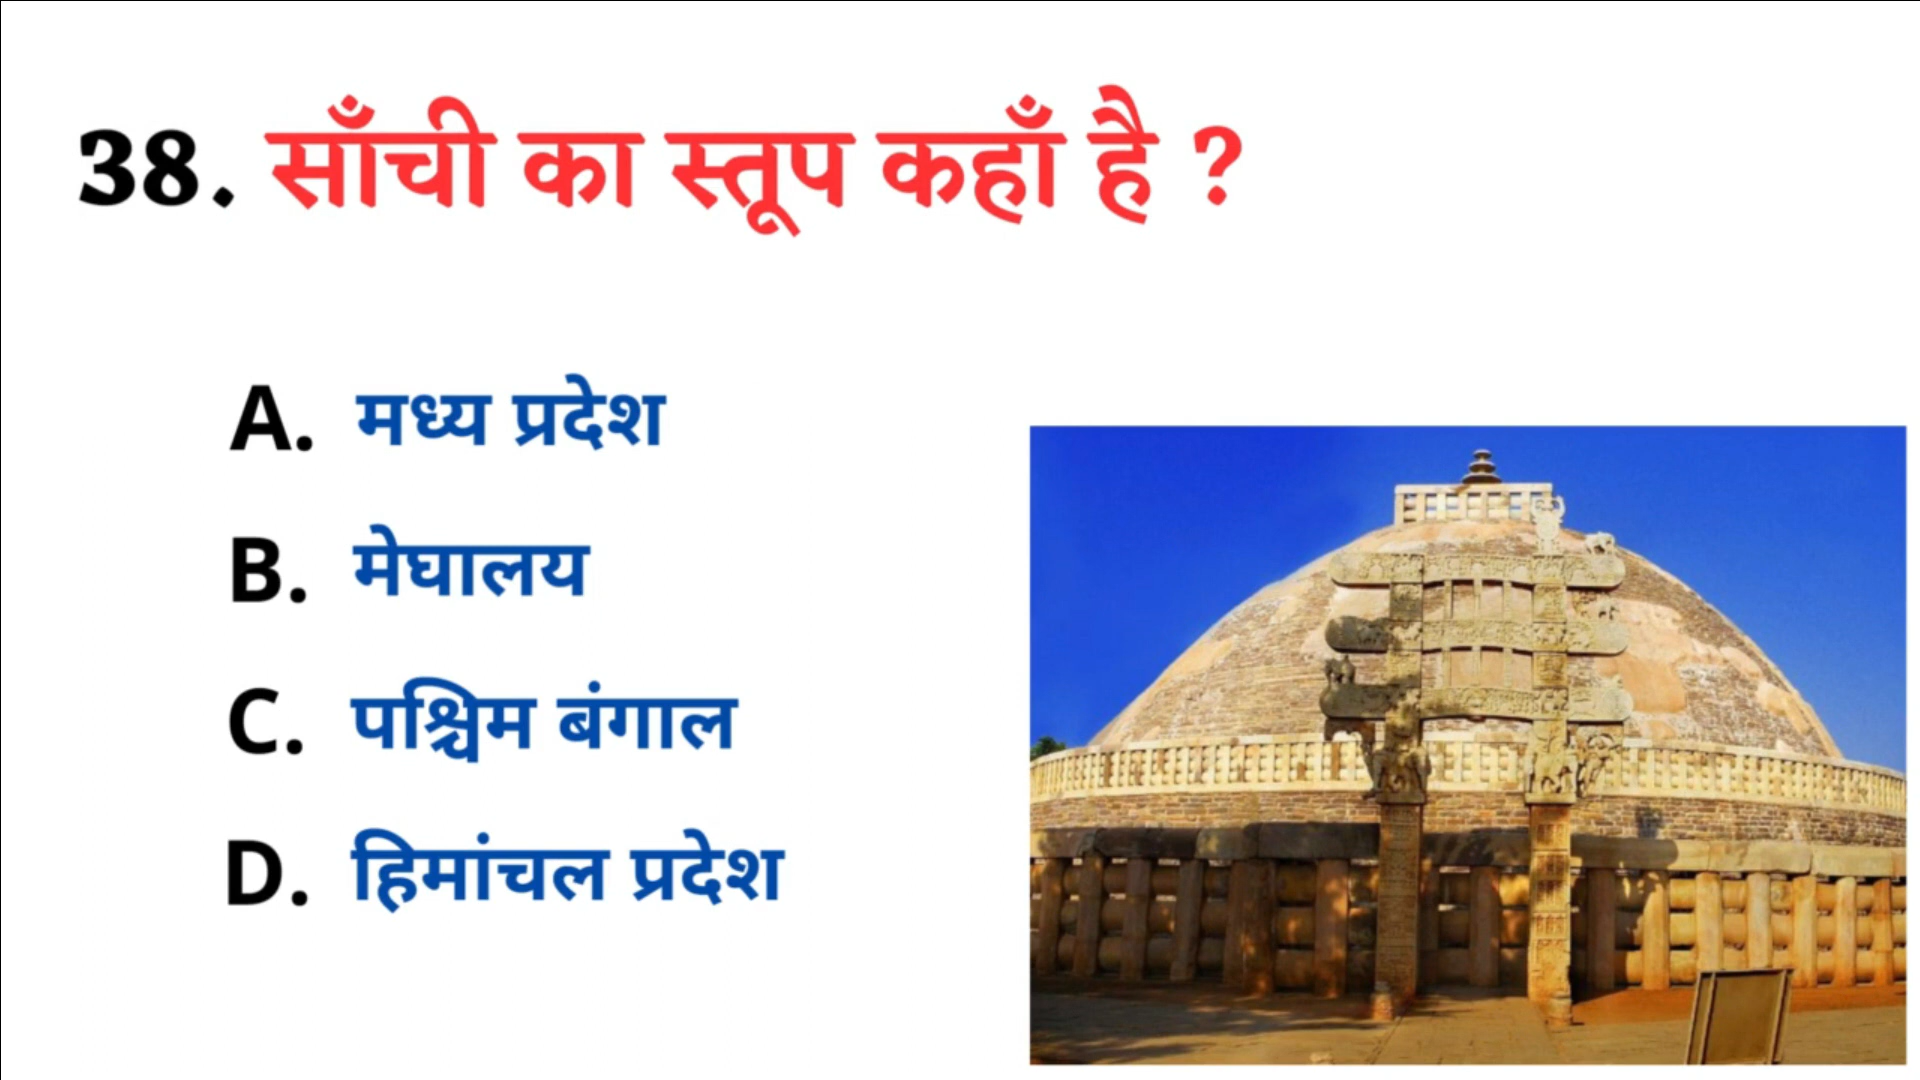 38. साँची का स्तूप कहाँ है ?
A. मध्य प्रदेश
B. मेघालय
C. पश्चिम बंगाल
D. हिमांचल प्रदेश